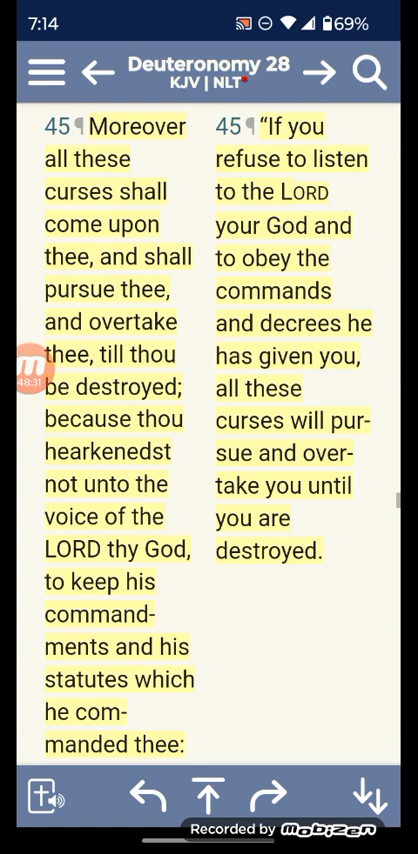 7:14
69%
Deuteronomy 28
KJV | NLT*
45 ¶ Moreover
all these
curses shall
come upon
thee, and shall
pursue thee,
and overtake
thee, till thou
be destroyed;
because thou
hearkenedst
not unto the
voice of the
LORD thy God,
to keep his
command-
ments and his
statutes which
he com-
manded thee:
45 ¶ “If you
refuse to listen
to the LORD
your God and
to obey the
commands
and decrees he
has given you,
all these
curses will pur-
sue and over-
take you until
you are
destroyed.
m
48:31
Recorded by mobizen